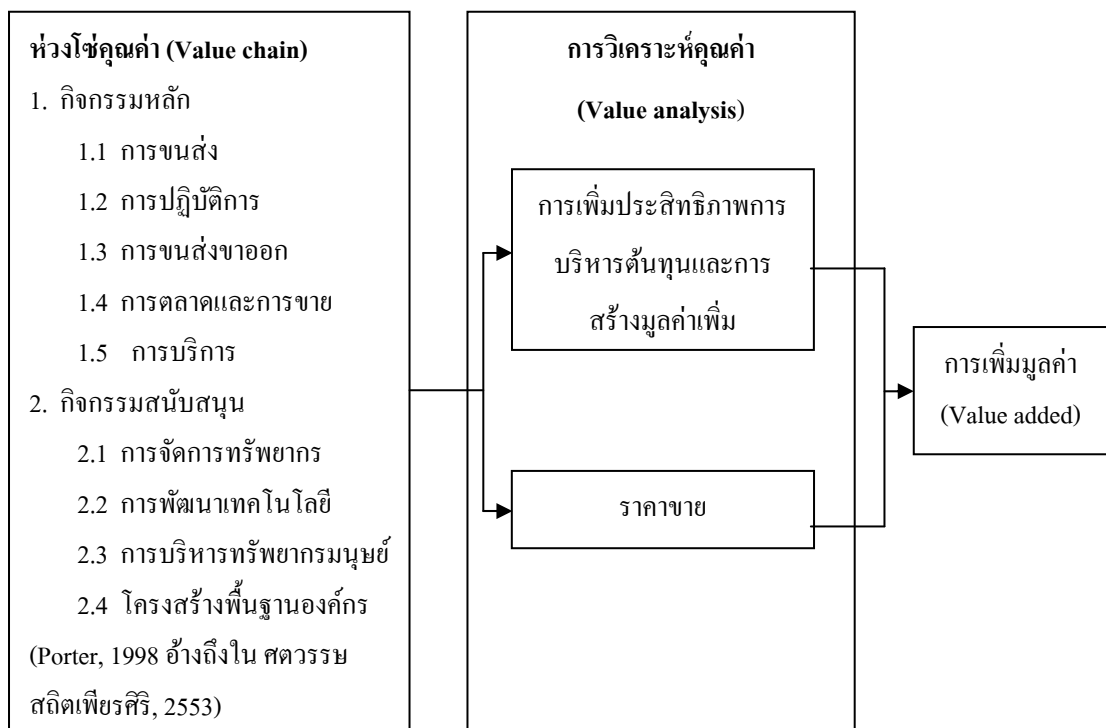 ห่วงโซ่คุณค่า (Value chain)
1. กิจกรรมหลัก
1.1 การขนส่ง
1.2 การปฏิบัติการ
1.3 การขนส่งขาออก
1.4 การตลาดและการขาย
1.5 การบริการ
2. กิจกรรมสนับสนุน
2.1 การจัดการทรัพยากร
2.2 การพัฒนาเทคโนโลยี
2.3 การบริหารทรัพยากรมนุษย์
2.4 โครงสร้างพื้นฐานองค์กร
(Porter, 1998 อ้างถึงใน ศตวรรษ
สถิตเพียรศิริ, 2553)
การวิเคราะห์คุณค่า
(Value analysis)
การเพิ่มประสิทธิภาพการ
บริหารต้นทุนและการ
สร้างมูลค่าเพิ่ม
ราคาขาย
การเพิ่มมูลค่า
(Value added)